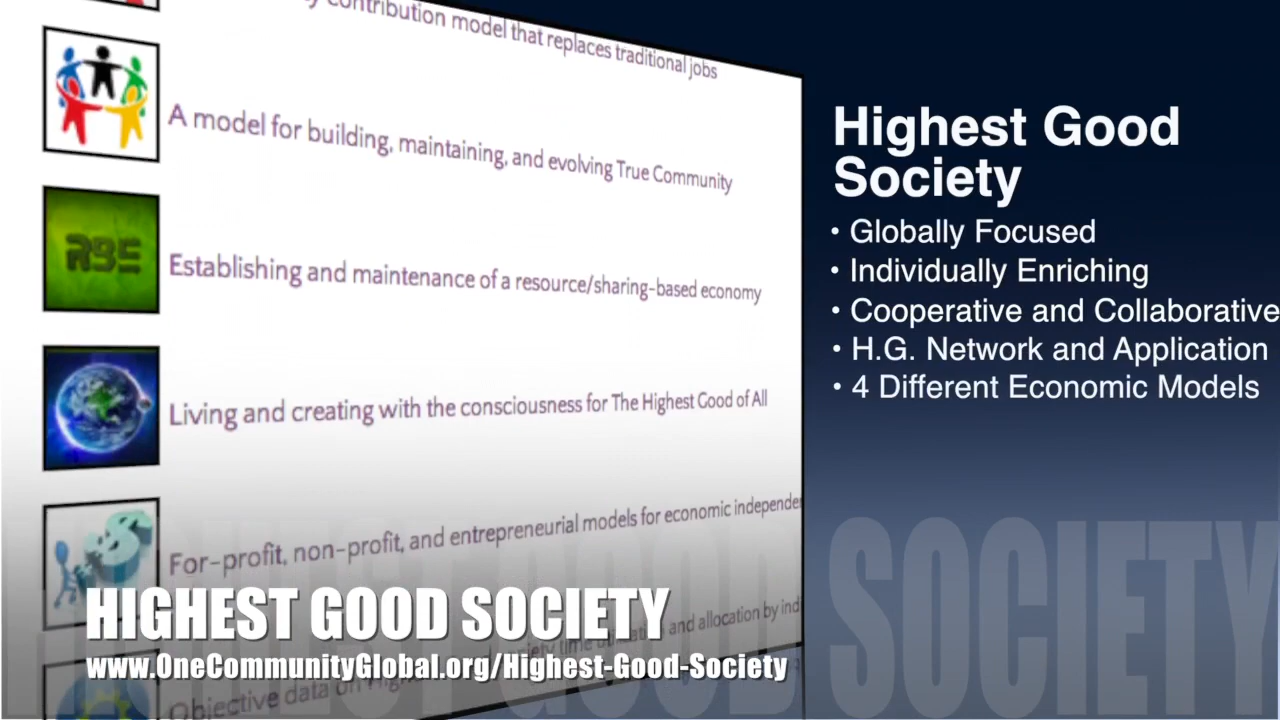 contribution model that replaces traditional jobs
A model for building, maintaining, and evolving True Community
RBE
Establishing and maintenance of a resource/sharing-based economy
Living and creating with the consciousness for The Highest Good of All
For-profit, non-profit, and entrepreneurial models for economic
Objective data on
and allocation by
Highest Good
Society
• Globally Focused
• Individually Enriching
• Cooperative and Collaborative
• H.G. Network and Application
• 4 Different Economic Models
HIGHEST GOOD SOCIETY
HIGHEST GOOD SOCIETY
www.OneCommunityGlobal.org/Highest-Good-Society